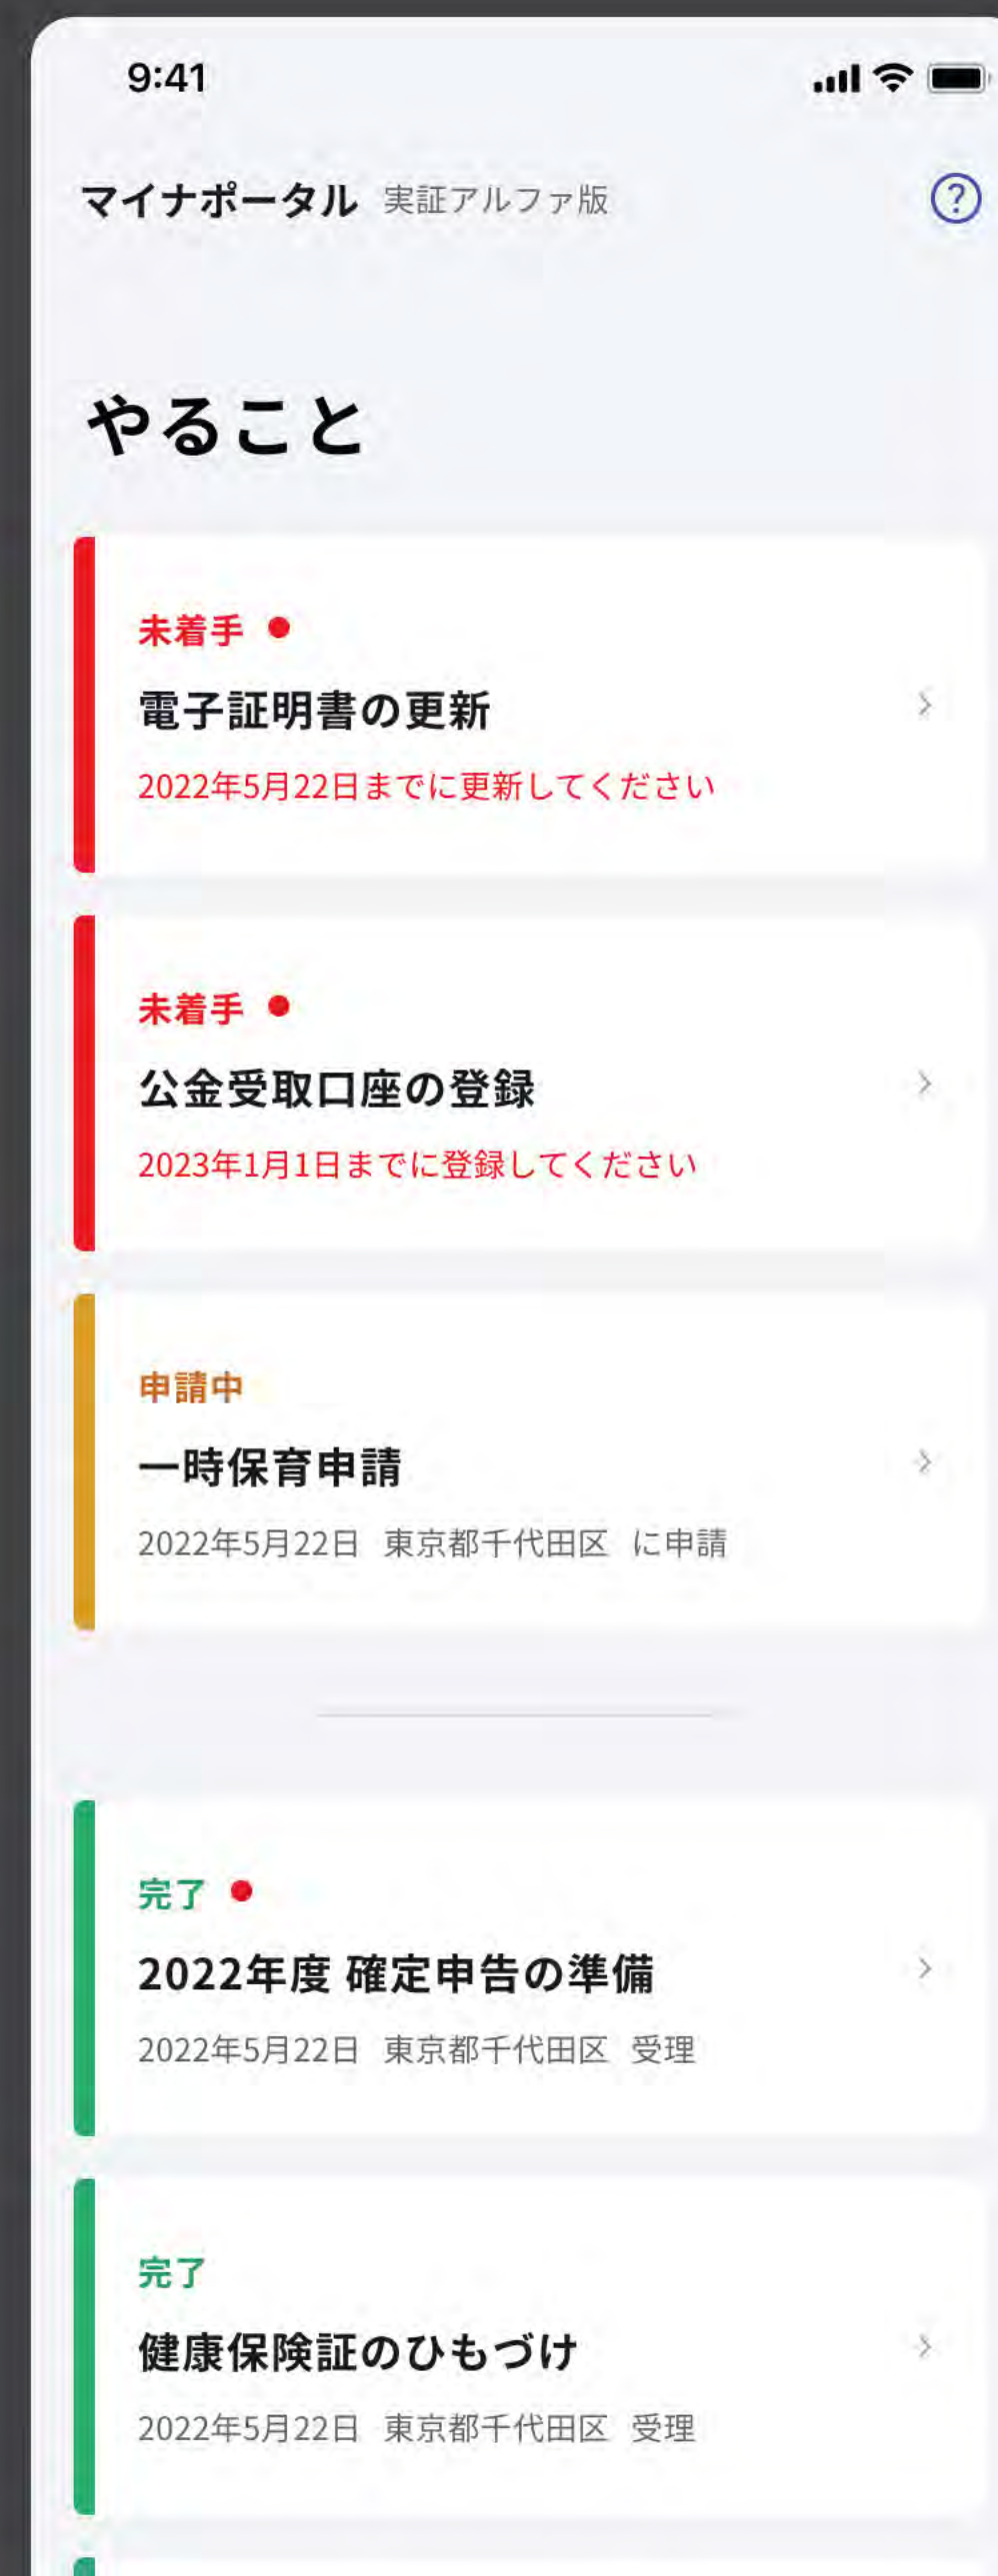 9:41
マイナポータル 実証アルファ版
?
やること
未着手
電子証明書の更新
2022年5月22日までに更新してください
未着手
公金受取口座の登録
2023年1月1日までに登録してください
申請中
一時保育申請
2022年5月22日 東京都千代田区 に申請
完了
2022年度 確定申告の準備
2022年5月22日 東京都千代田区 受理
完了
健康保険証のひもづけ
2022年5月22日 東京都千代田区 受理